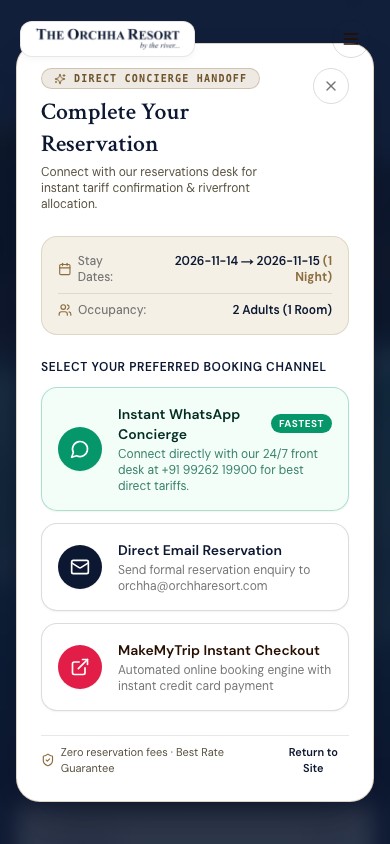 THE ORCHHA RESORT
by the river...
DIRECT CONCIERGE HANDOFF
Complete Your
Reservation
Connect with our reservations desk for
instant tariff confirmation & riverfront
allocation.
Stay
Dates:
2026-11-14 → 2026-11-15 (1
Night)
Occupancy:
2 Adults (1 Room)
SELECT YOUR PREFERRED BOOKING CHANNEL
Instant WhatsApp
Concierge
FASTEST
Connect directly with our 24/7 front
desk at +91 99262 19900 for best
direct tariffs.
Direct Email Reservation
Send formal reservation enquiry to
orchha@orchharesort.com
MakeMyTrip Instant Checkout
Automated online booking engine with
instant credit card payment
Zero reservation fees · Best Rate
Guarantee
Return to
Site